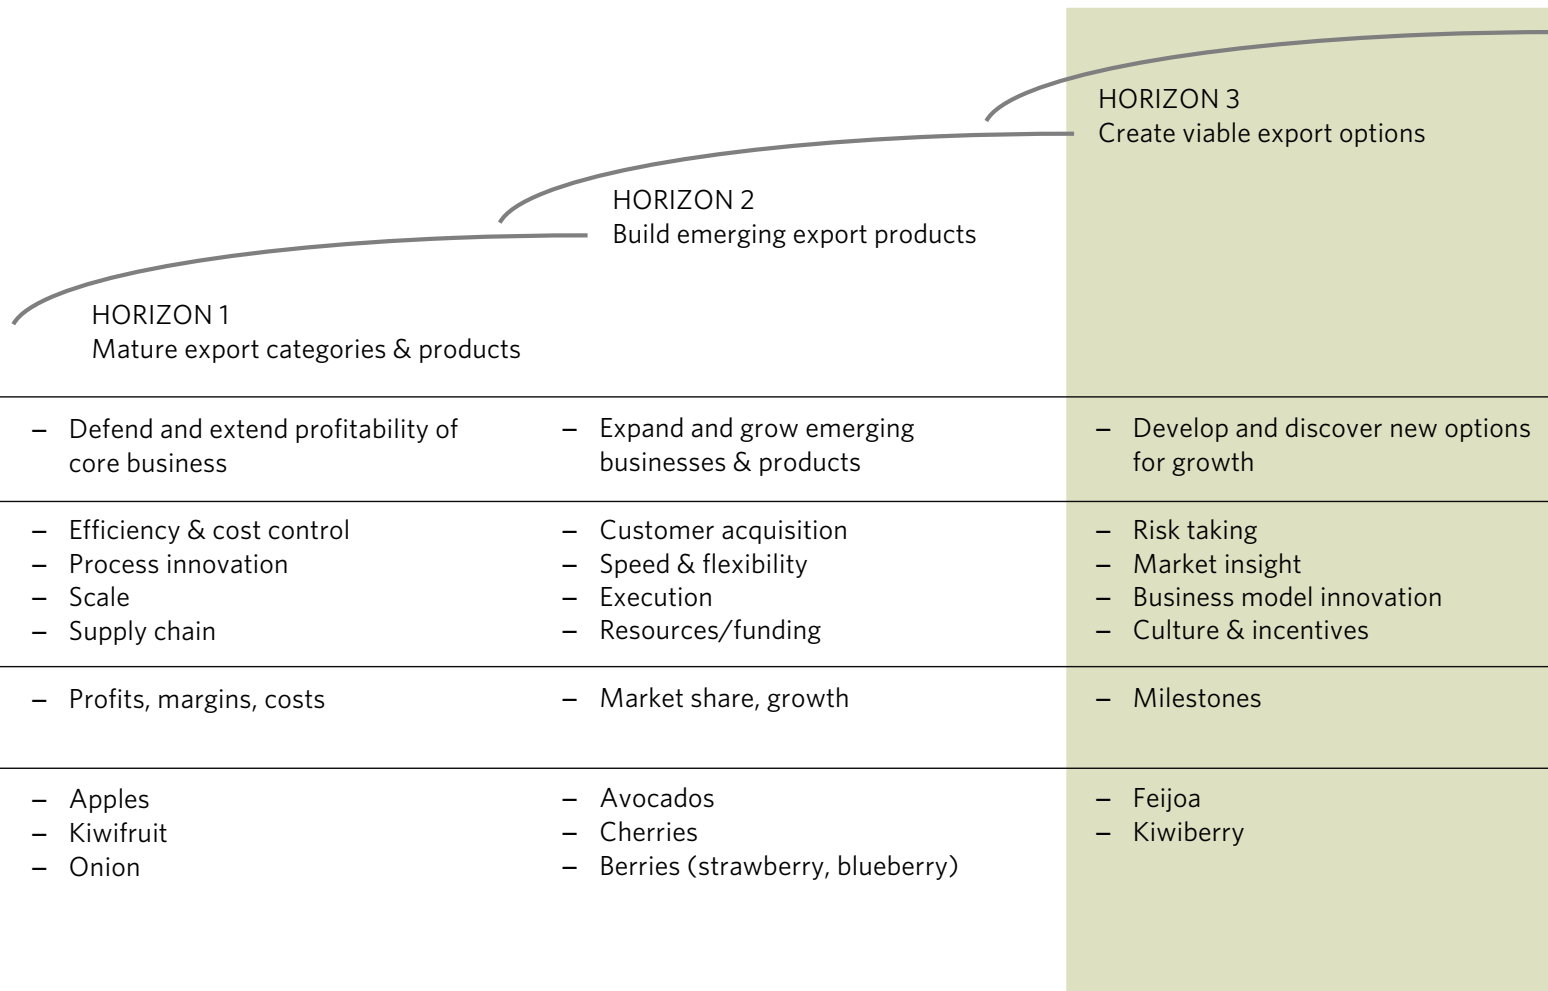 HORIZON 3
Create viable export options
HORIZON 2
Build emerging export products
HORIZON 1
Mature export categories & products
– Defend and extend profitability of
core business
– Expand and grow emerging
businesses & products
– Develop and discover new options
for growth
– Efficiency & cost control
– Process innovation
– Scale
– Supply chain
– Customer acquisition
– Speed & flexibility
– Execution
– Resources/funding
– Risk taking
– Market insight
– Business model innovation
– Culture & incentives
– Profits, margins, costs
– Market share, growth
– Milestones
– Apples
– Kiwifruit
– Onion
– Avocados
– Cherries
– Berries (strawberry, blueberry)
– Feijoa
– Kiwiberry